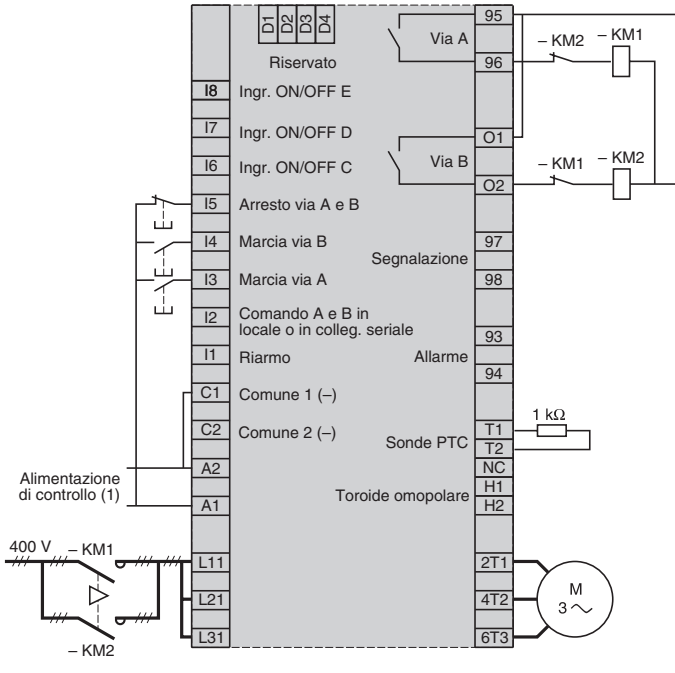 D1 D2 D3 D4
Riservato
I8 Ingr. ON/OFF E
I7 Ingr. ON/OFF D
I6 Ingr. ON/OFF C
I5 Arresto via A e B
I4 Marcia via B
I3 Marcia via A
I2 Comando A e B in
locale o in colleg. seriale
I1 Riarmo
C1 Comune 1 (–)
C2 Comune 2 (–)
A2
A1
Alimentazione
di controllo (1)
400 V
– KM1
– KM2
L11
L21
L31
Via A
95
96
– KM2
– KM1
Via B
O1
O2
– KM1
– KM2
Segnalazione
97
98
Allarme
93
94
Sonde PTC
T1
T2
1 kΩ
NC
Toroide omopolare
H1
H2
2T1
4T2
6T3
M
3